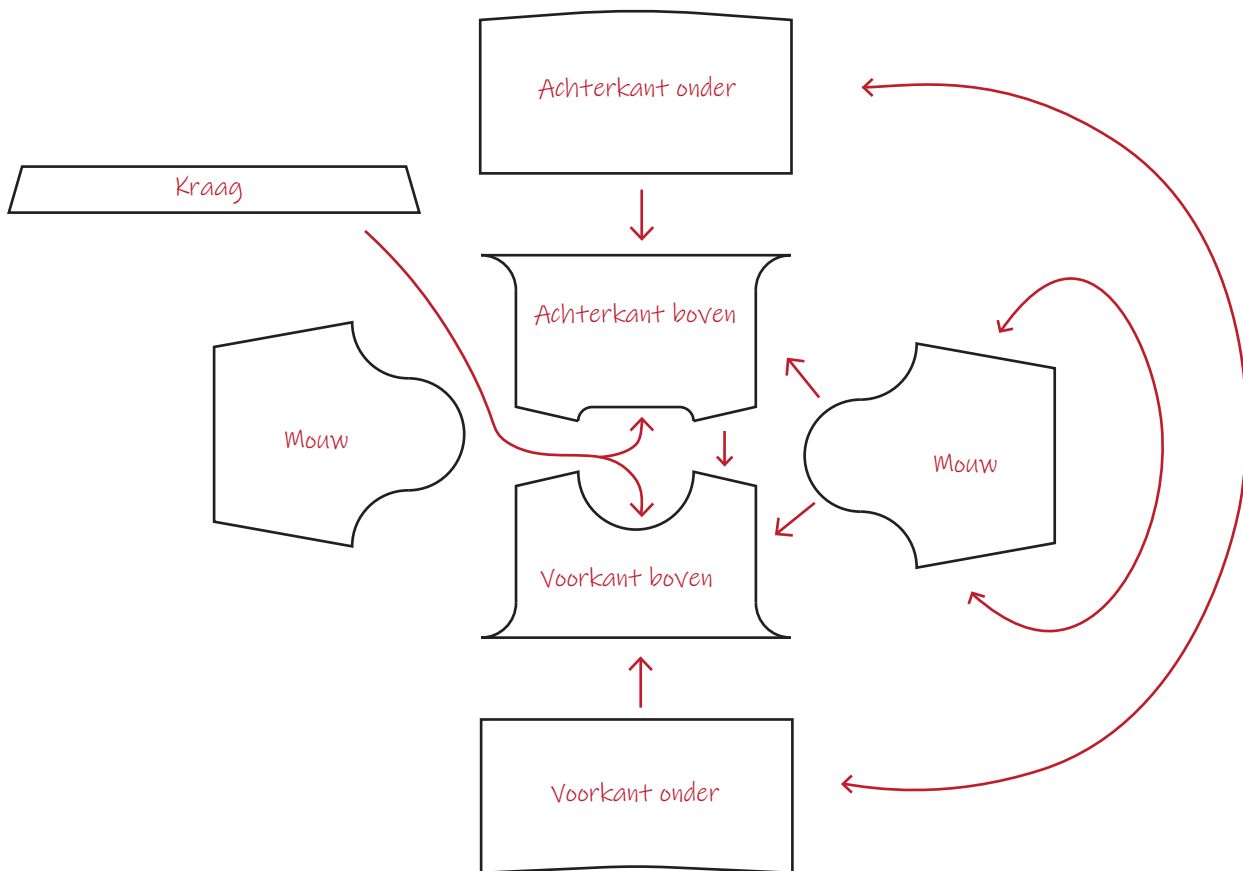 Achterkant onder
Kraag
Achterkant boven
Mouw
Mouw
Voorkant boven
Voorkant onder